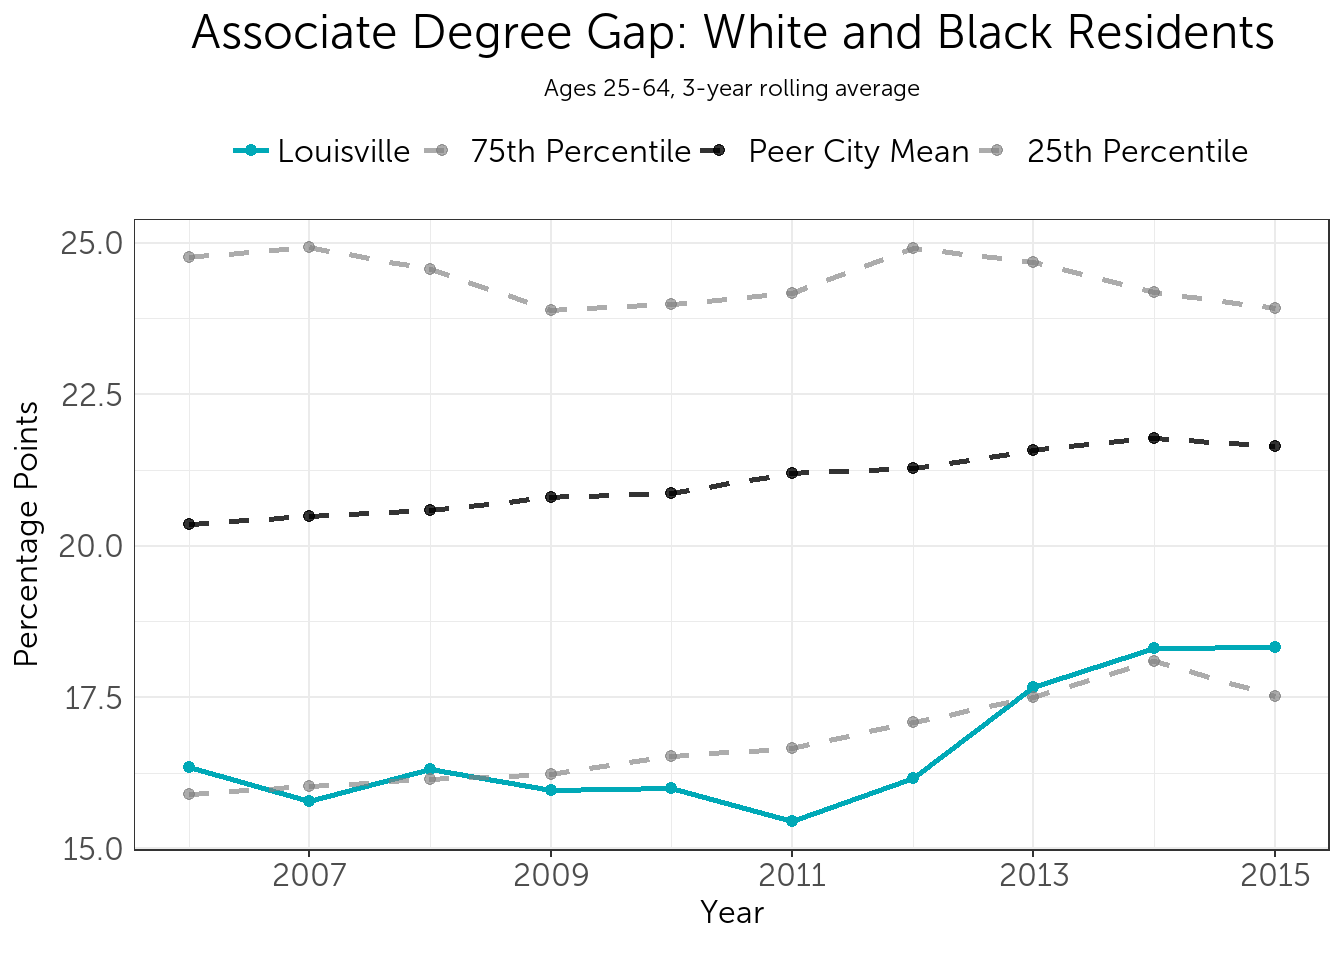 Associate Degree Gap: White and Black Residents
Ages 25-64, 3-year rolling average
Louisville 75th Percentile Peer City Mean 25th Percentile
25.0
22.5
20.0
17.5
15.0
Percentage Points
2007 2009 2011 2013 2015
Year